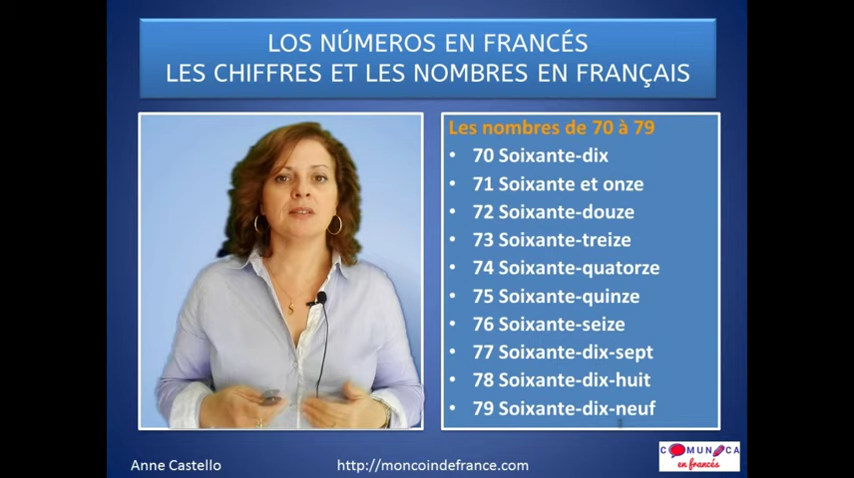 LOS NÚMEROS EN FRANCÉS
LES CHIFFRES ET LES NOMBRES EN FRANÇAIS
Les nombres de 70 à 79
• 70 Soixante-dix
• 71 Soixante et onze
• 72 Soixante-douze
• 73 Soixante-treize
• 74 Soixante-quatorze
• 75 Soixante-quinze
• 76 Soixante-seize
• 77 Soixante-dix-sept
• 78 Soixante-dix-huit
• 79 Soixante-dix-neuf
Anne Castello
http://moncoindefrance.com
COMUNICA
en francés